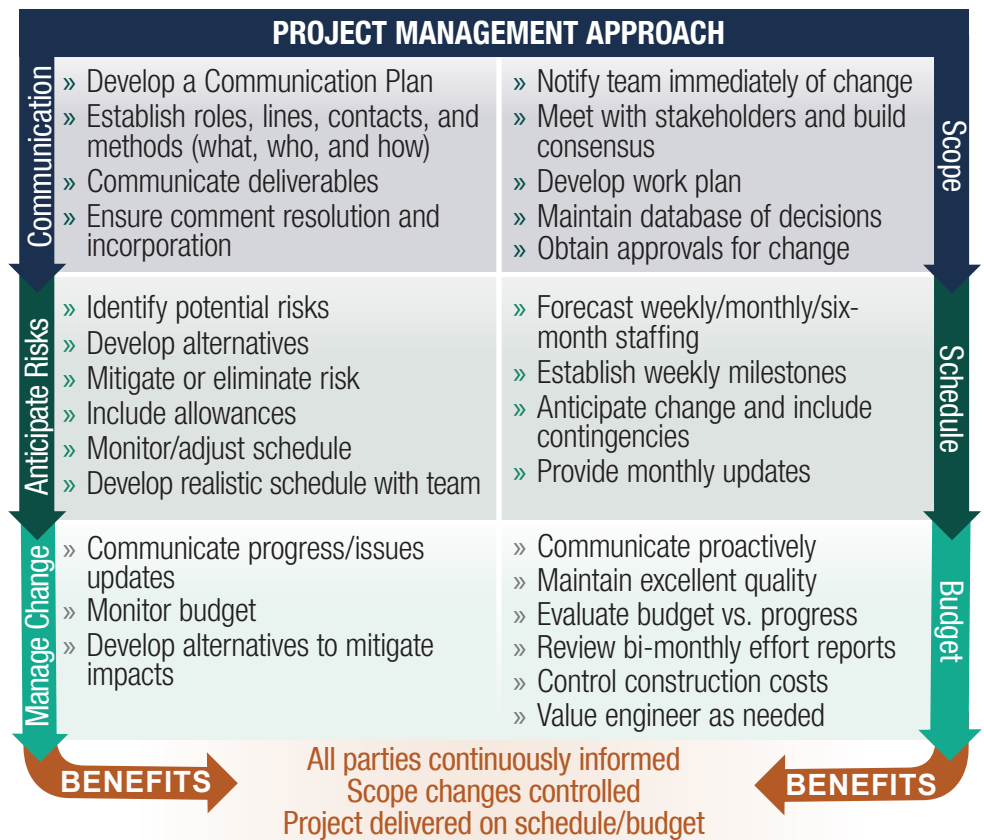 PROJECT MANAGEMENT APPROACH
Communication
» Develop a Communication Plan
» Establish roles, lines, contacts, and
methods (what, who, and how)
» Communicate deliverables
» Ensure comment resolution and
incorporation
» Notify team immediately of change
» Meet with stakeholders and build
consensus
» Develop work plan
» Maintain database of decisions
» Obtain approvals for change
Scope
Anticipate Risks
» Identify potential risks
» Develop alternatives
» Mitigate or eliminate risk
» Include allowances
» Monitor/adjust schedule
» Develop realistic schedule with team
» Forecast weekly/monthly/six-
month staffing
» Establish weekly milestones
» Anticipate change and include
contingencies
» Provide monthly updates
Schedule
Manage Change
» Communicate progress/issues
updates
» Monitor budget
» Develop alternatives to mitigate
impacts
» Communicate proactively
» Maintain excellent quality
» Evaluate budget vs. progress
» Review bi-monthly effort reports
» Control construction costs
» Value engineer as needed
Budget
BENEFITS
All parties continuously informed
Scope changes controlled
Project delivered on schedule/budget
BENEFITS